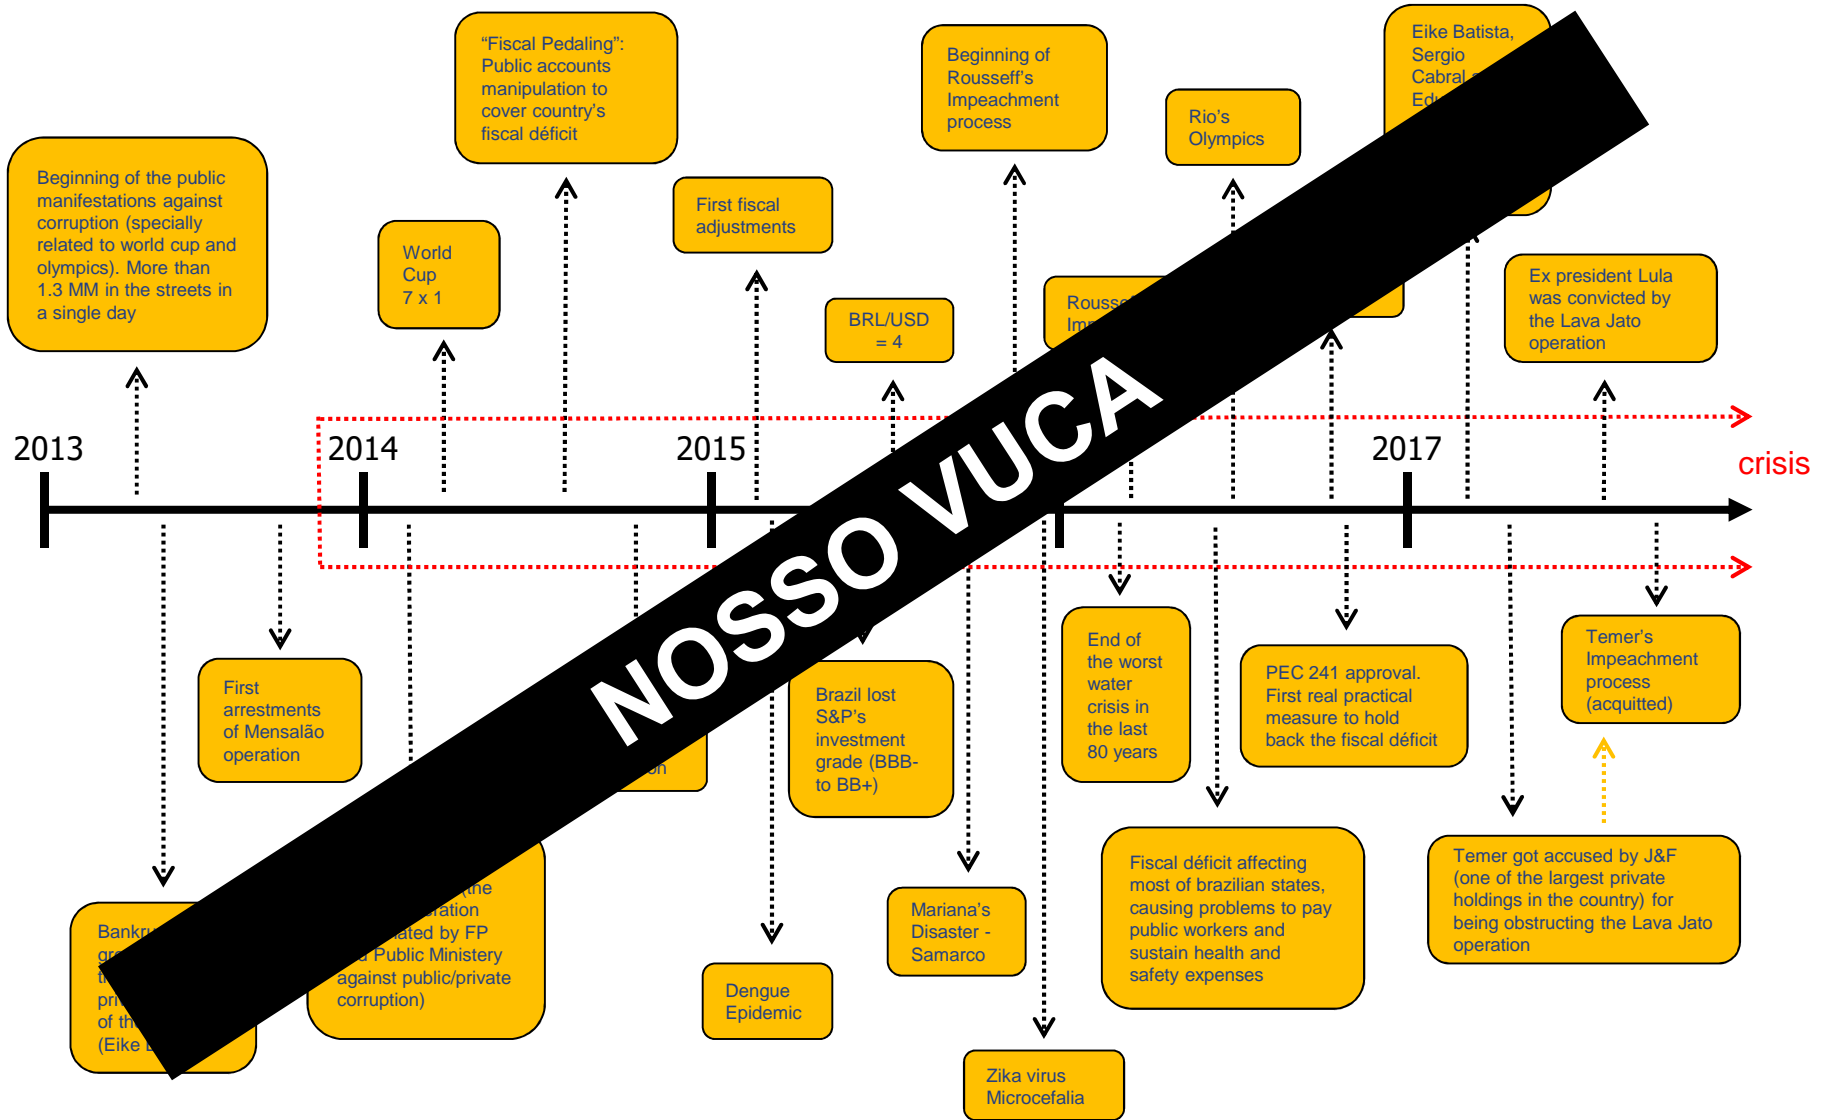 “Fiscal Pedaling”:
Public accounts
manipulation to
cover country’s
fiscal déficit
Beginning of
Rousseff’s
Impeachment
process
Eike Batista,
Sergio
Cabral
Rio’s
Olympics
Beginning of the public
manifestations against
corruption (specially
related to world cup and
olympics). More than
1.3 MM in the streets in
a single day
First fiscal
adjustments
World
Cup
7 x 1
BRL/USD
= 4
Ex president Lula
was convicted by
the Lava Jato
operation
2013
2014
2015
2017
crisis
NOSSO VUCA
First
arrestments
of Mensalão
operation
Brazil lost
S&P’s
investment
grade (BBB-
to BB+)
End of
the worst
water
crisis in
the last
80 years
PEC 241 approval.
First real practical
measure to hold
back the fiscal déficit
Temer’s
Impeachment
process
(acquitted)
(the
by FP
Public Ministery
against public/private
corruption)
of
(Eike
Dengue
Epidemic
Mariana’s
Disaster -
Samarco
Zika virus
Microcefalia
Fiscal déficit affecting
most of brazilian states,
causing problems to pay
public workers and
sustain health and
safety expenses
Temer got accused by J&F
(one of the largest private
holdings in the country) for
being obstructing the Lava Jato
operation